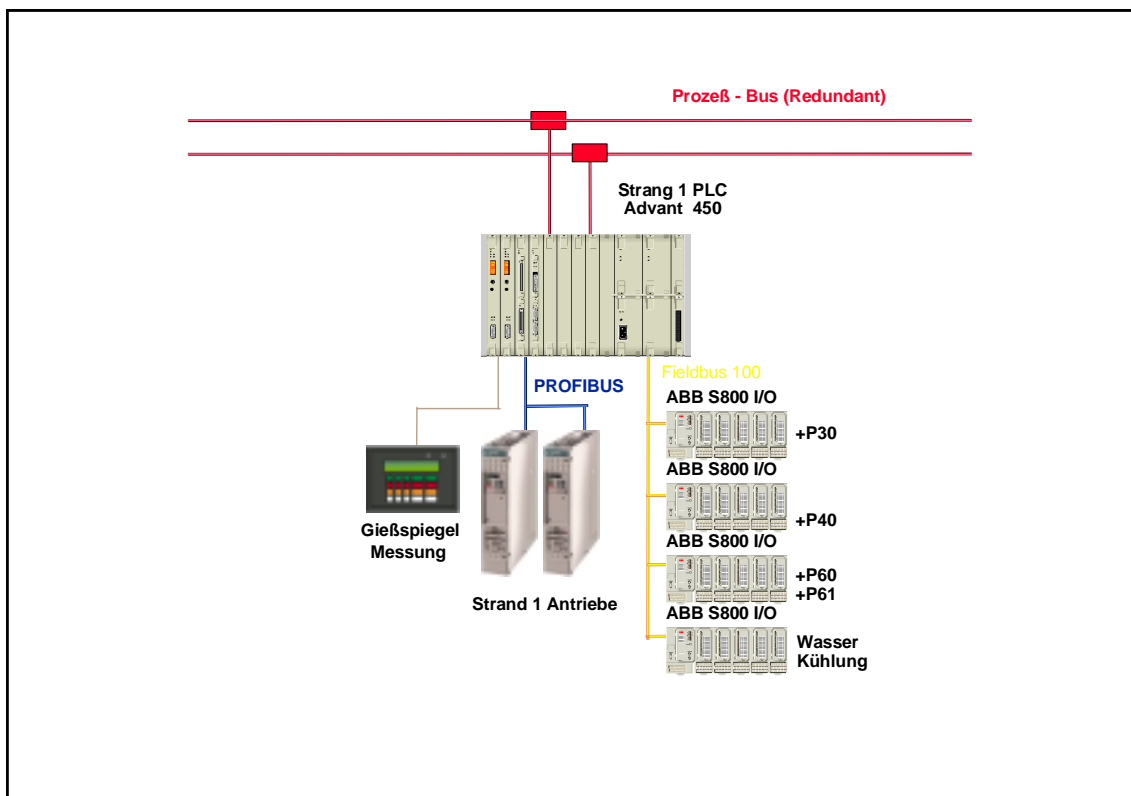 Prozeß - Bus (Redundant)
Strang 1 PLC
Advant 450
Fieldbus 100
PROFIBUS
ABB S800 I/O
+P30
ABB S800 I/O
+P40
Gießspiegel
Messung
ABB S800 I/O
+P60
+P61
Strand 1 Antriebe
ABB S800 I/O
Wasser
Kühlung